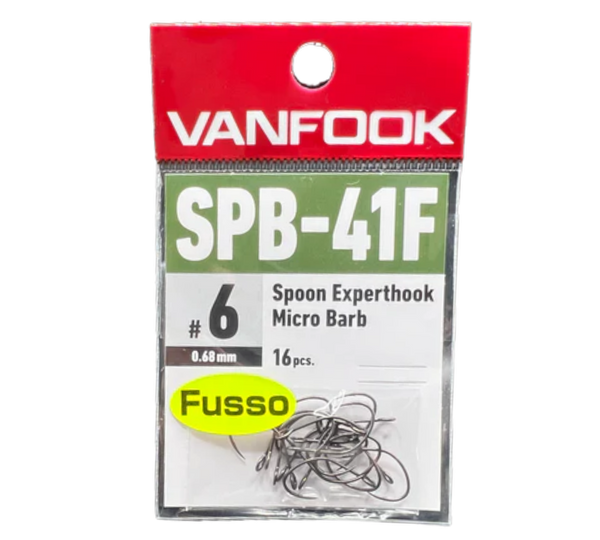 VANFOOK
SPB-41F
#6
0.68mm
Spoon Experthook
Micro Barb
16pcs.
Fusso